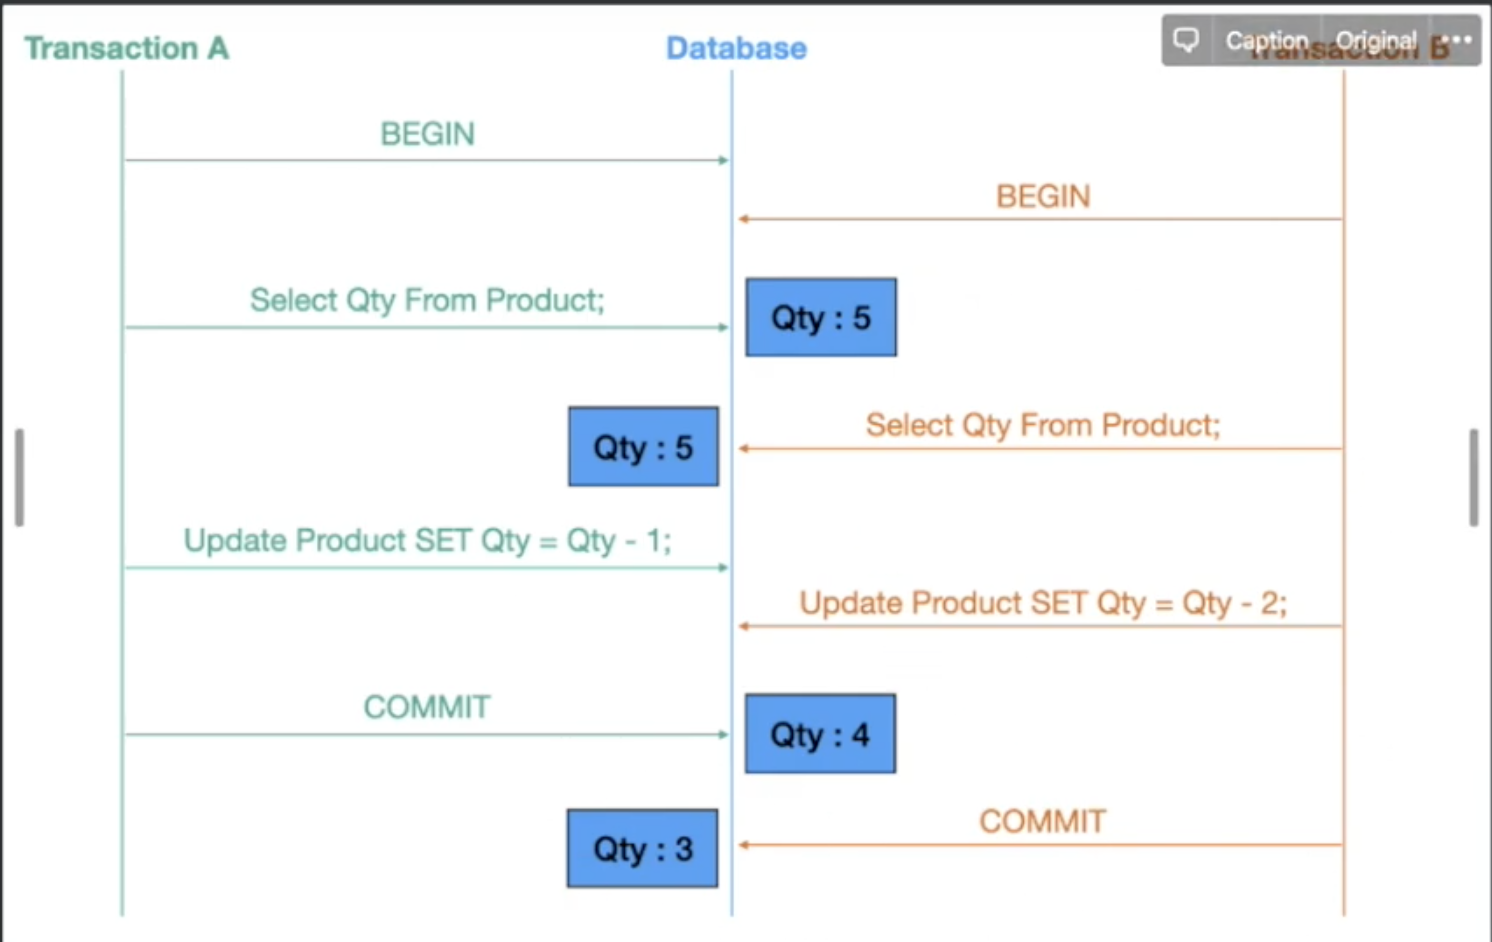 Transaction A
Database
Transaction B
Caption
Original
BEGIN
BEGIN
Select Qty From Product;
Qty : 5
Select Qty From Product;
Qty : 5
Update Product SET Qty = Qty - 1;
Update Product SET Qty = Qty - 2;
COMMIT
Qty : 4
COMMIT
Qty : 3